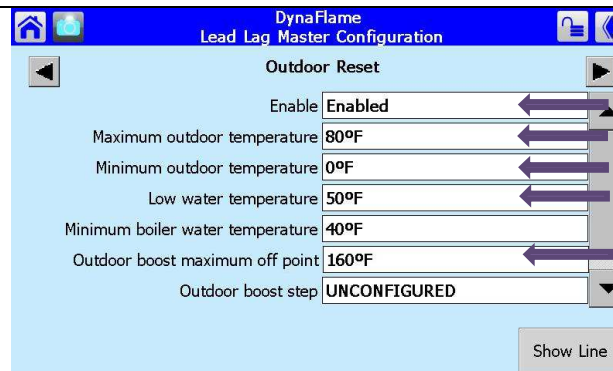 DynaFlame
Lead Lag Master Configuration
Outdoor Reset
Enable Enabled
Maximum outdoor temperature 80ºF
Minimum outdoor temperature 0ºF
Low water temperature 50ºF
Minimum boiler water temperature 40ºF
Outdoor boost maximum off point 160ºF
Outdoor boost step UNCONFIGURED
Show Line